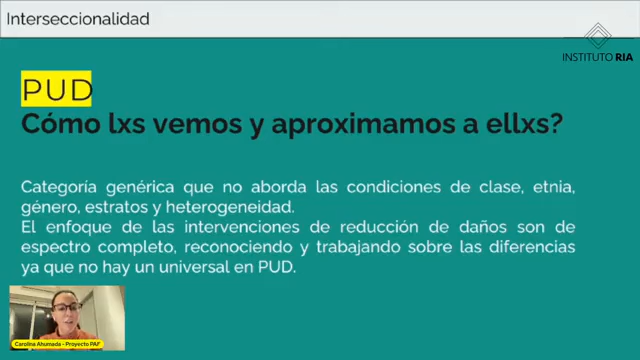 Interseccionalidad
INSTITUTO RIA
PUD
Cómo lxs vemos y aproximamos a ellxs?
Categoría genérica que no aborda las condiciones de clase, etnia,
género, estratos y heterogeneidad.
El enfoque de las intervenciones de reducción de daños son de
espectro completo, reconociendo y trabajando sobre las diferencias
ya que no hay un universal en PUD.
Carolina Ahumada - Proyecto PAF